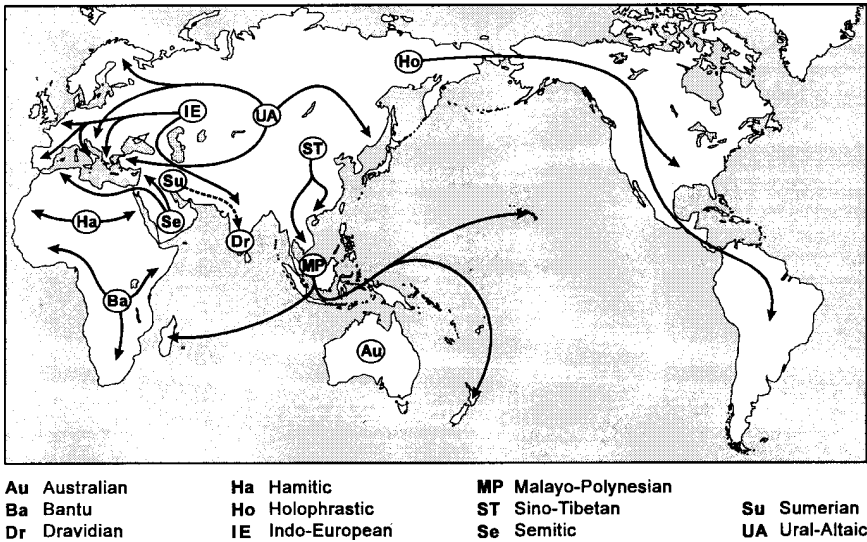 Ho
IE
UA
ST
Su
Se
Ha
Dr
MP
Ba
Au
Au Australian
Ba Bantu
Dr Dravidian
Ha Hamitic
Ho Holophrastic
IE Indo-European
MP Malayo-Polynesian
ST Sino-Tibetan
Se Semitic
Su Sumerian
UA Ural-Altaic